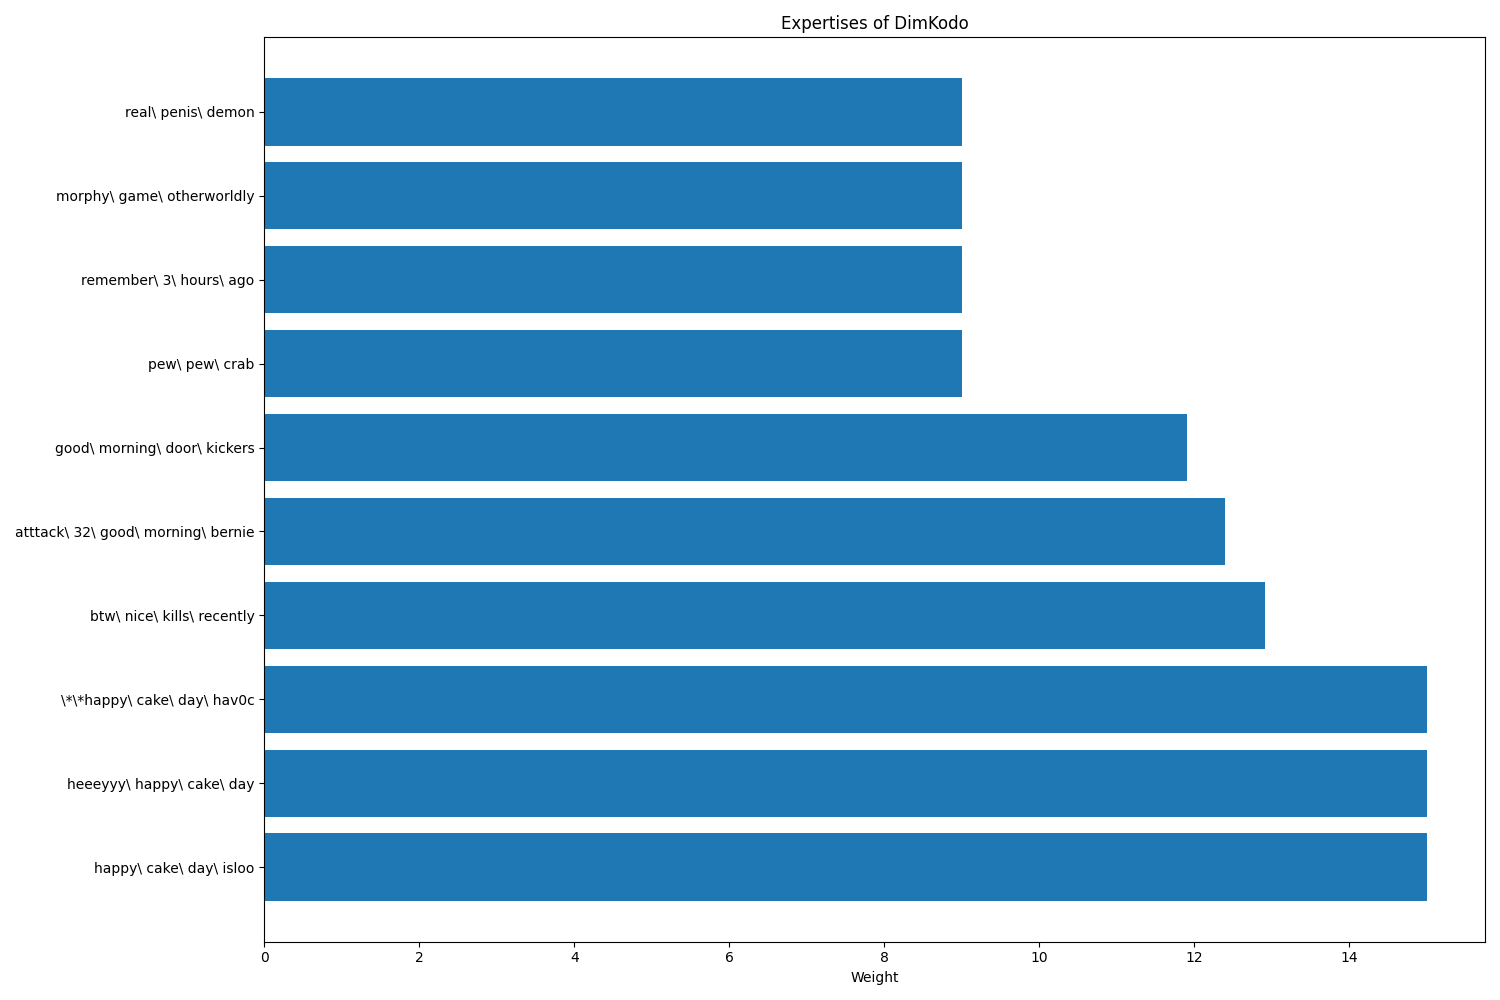 Expertises of DimKodo
real\ penis\ demon
morphy\ game\ otherworldly
remember\ 3\ hours\ ago
pew\ pew\ crab
good\ morning\ door\ kickers
atttack\ 32\ good\ morning\ bernie
btw\ nice\ kills\ recently
\*\*happy\ cake\ day\ hav0c
heeeyyy\ happy\ cake\ day
happy\ cake\ day\ isloo
0 2 4 6 8 10 12 14
Weight